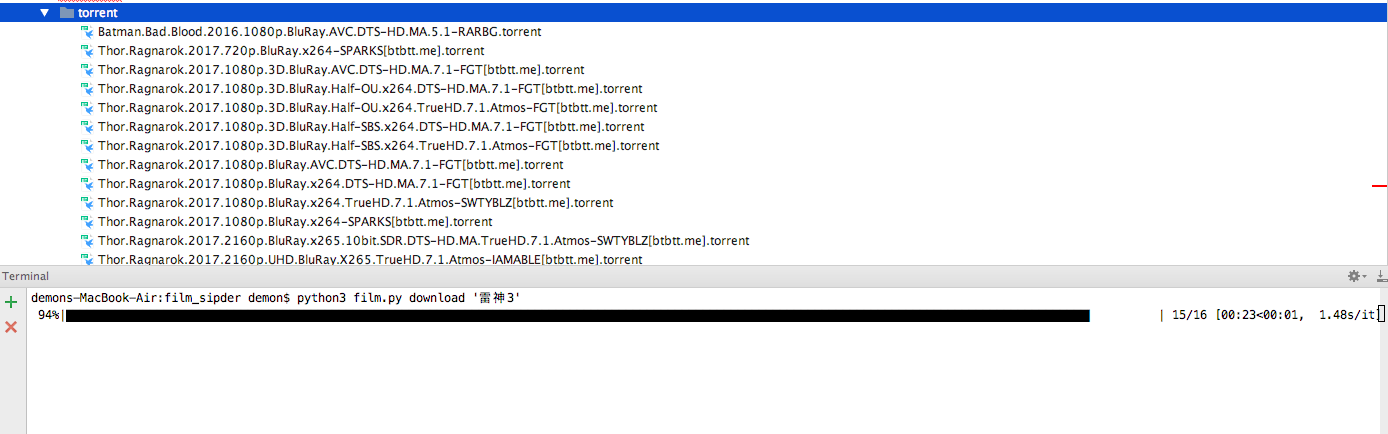 torrent
Batman.Bad.Blood.2016.1080p.BluRay.AVC.DTS-HD.MA.5.1-RARBG.torrent
Thor.Ragnarok.2017.720p.BluRay.x264-SPARKS[btbtt.me].torrent
Thor.Ragnarok.2017.1080p.3D.BluRay.AVC.DTS-HD.MA.7.1-FGT[btbtt.me].torrent
Thor.Ragnarok.2017.1080p.3D.BluRay.Half-OU.x264.DTS-HD.MA.7.1-FGT[btbtt.me].torrent
Thor.Ragnarok.2017.1080p.3D.BluRay.Half-OU.x264.TrueHD.7.1.Atmos-FGT[btbtt.me].torrent
Thor.Ragnarok.2017.1080p.3D.BluRay.Half-SBS.x264.DTS-HD.MA.7.1-FGT[btbtt.me].torrent
Thor.Ragnarok.2017.1080p.3D.BluRay.Half-SBS.x264.TrueHD.7.1.Atmos-FGT[btbtt.me].torrent
Thor.Ragnarok.2017.1080p.BluRay.AVC.DTS-HD.MA.7.1-FGT[btbtt.me].torrent
Thor.Ragnarok.2017.1080p.BluRay.x264.DTS-HD.MA.7.1-FGT[btbtt.me].torrent
Thor.Ragnarok.2017.1080p.BluRay.x264.TrueHD.7.1.Atmos-SWTYBLZ[btbtt.me].torrent
Thor.Ragnarok.2017.1080p.BluRay.x264-SPARKS[btbtt.me].torrent
Thor.Ragnarok.2017.2160p.BluRay.x265.10bit.SDR.DTS-HD.MA.TrueHD.7.1.Atmos-SWTYBLZ[btbtt.me].torrent
Thor.Ragnarok.2017.2160p.UHD.BluRay.X265.TrueHD.7.1.Atmos-IAMABLE[btbtt.me].torrent
Terminal
demons-MacBook-Air:film_sipder demon$ python3 film.py download '雷神3'
94%| | 15/16 [00:23<00:01, 1.48s/it]